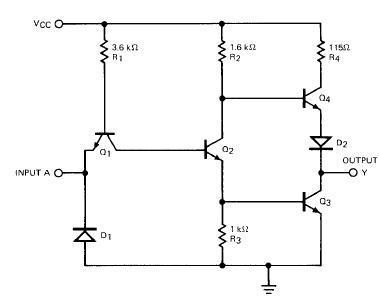 VCC
3.6 kΩ
R1
1.6 kΩ
R2
115Ω
R4
Q4
Q1
Q2
D2
INPUT A
OUTPUT
Y
Q3
D1
1 kΩ
R3